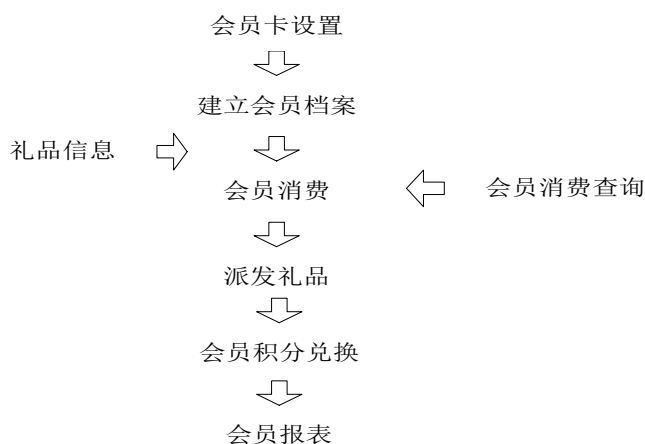 会员卡设置
建立会员档案
礼品信息
会员消费
会员消费查询
派发礼品
会员积分兑换
会员报表